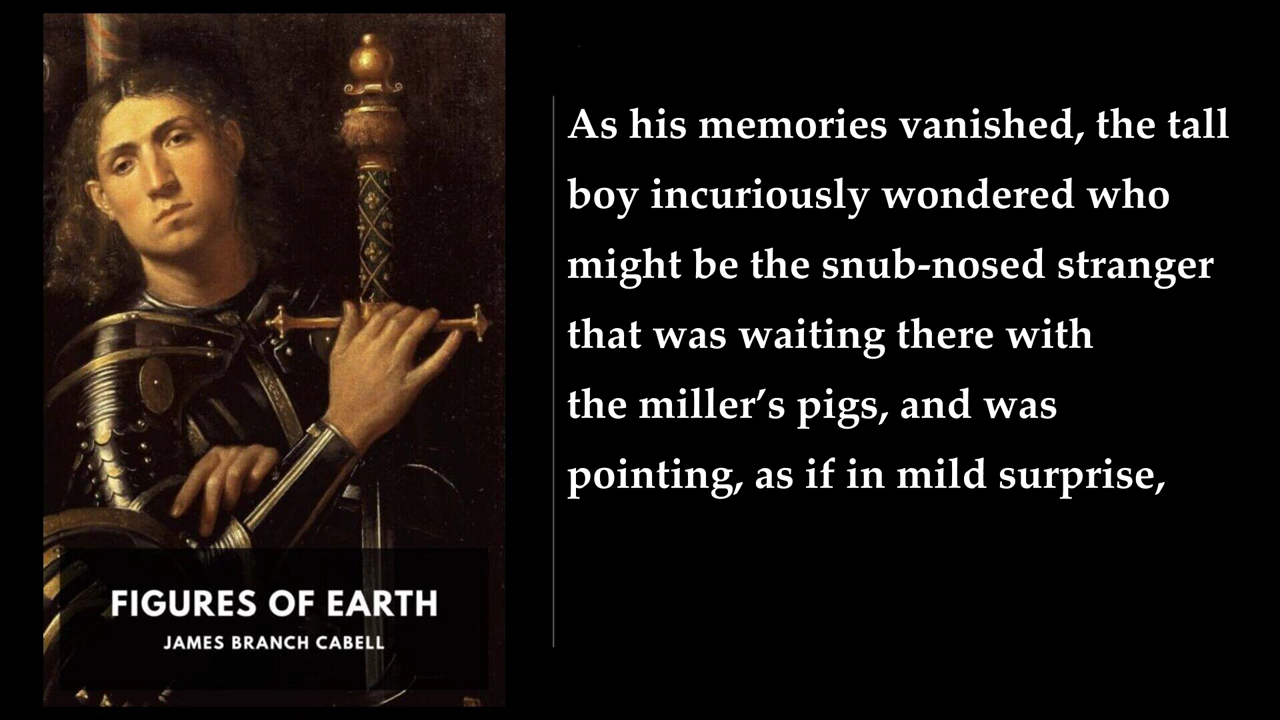 FIGURES OF EARTH
JAMES BRANCH CABELL
As his memories vanished, the tall
boy incuriously wondered who
might be the snub-nosed stranger
that was waiting there with
the miller’s pigs, and was
pointing, as if in mild surprise,